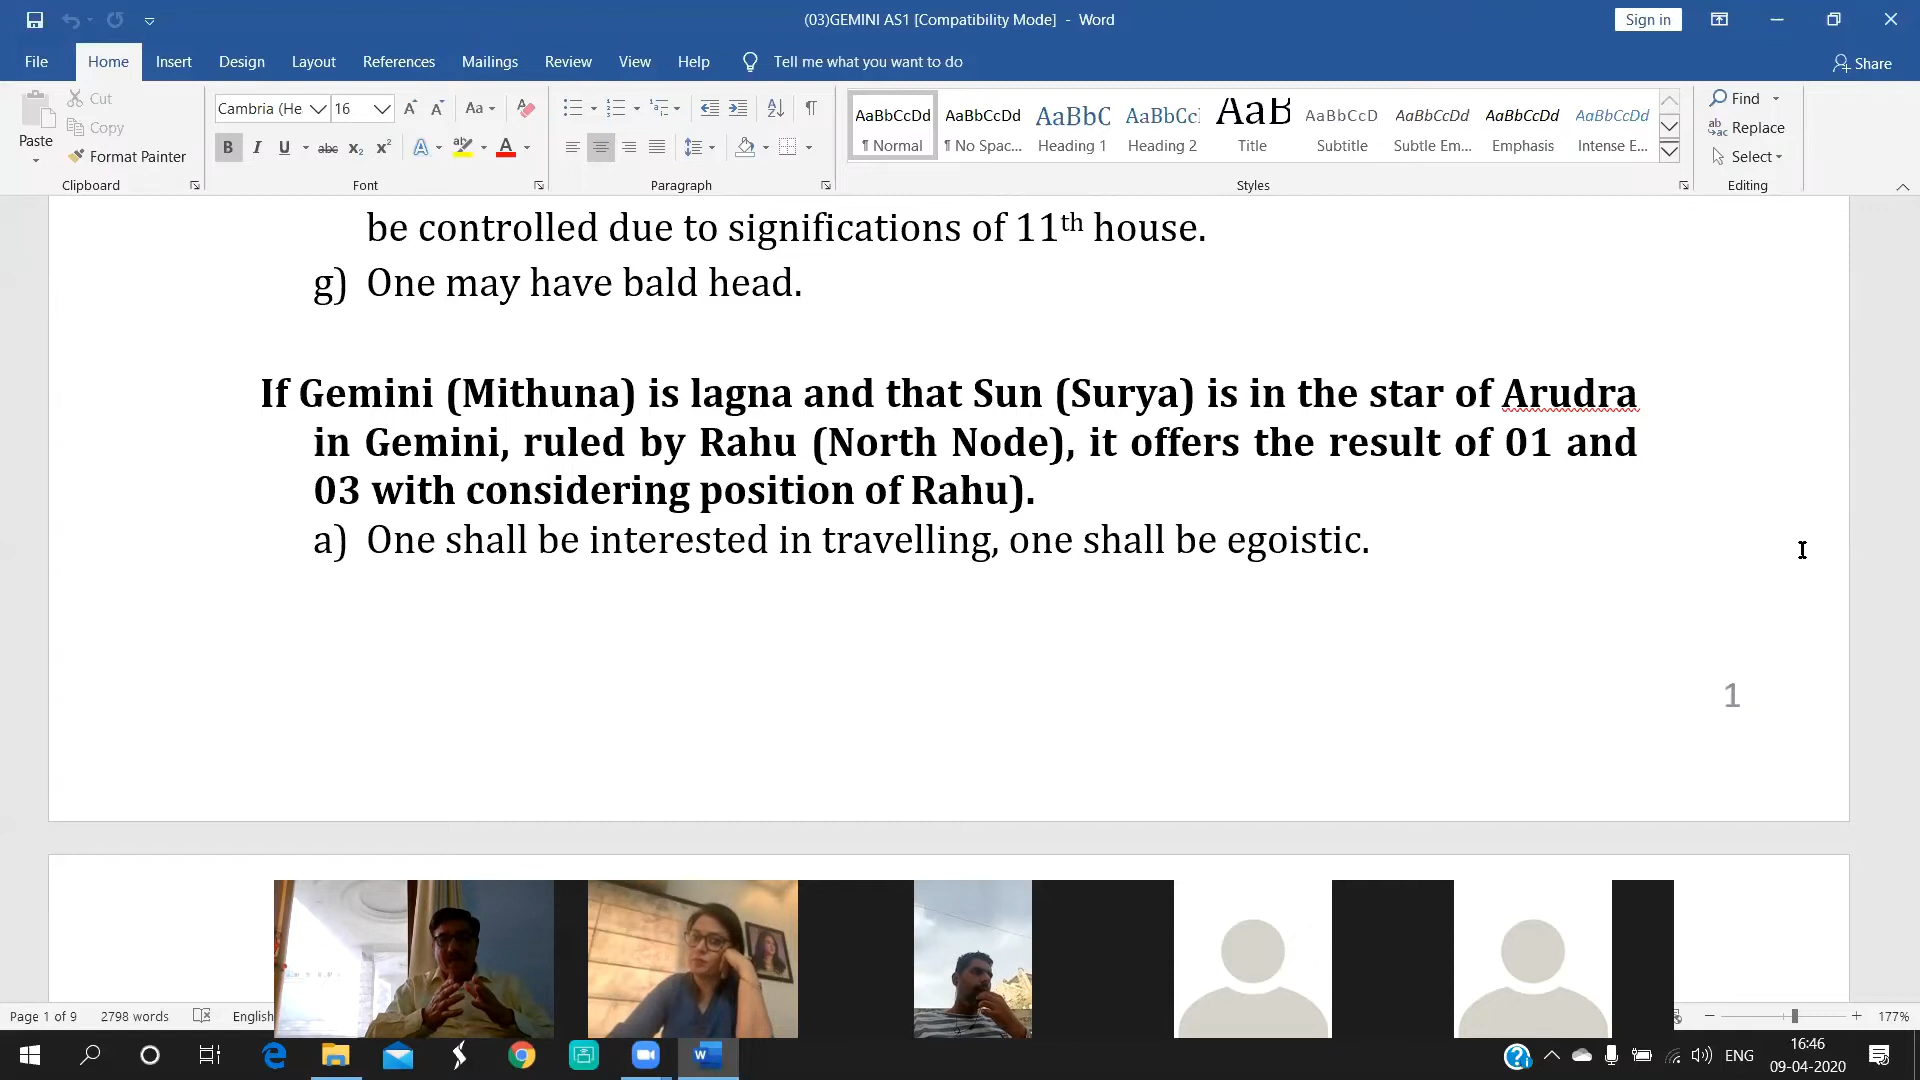 (03)GEMINI AS1 [Compatibility Mode] - Word
Sign in
File Home Insert Design Layout References Mailings Review View Help Tell me what you want to do Share
Cut
Copy
Format Painter
Paste
Cambria (He 16
Clipboard
Font
Paragraph
AaBbCcDd AaBbCcDd AaBbC AaBbCc AaB AaBbCcD AaBbCcDd AaBbCcDd AaBbCcDd
¶ Normal ¶ No Spac... Heading 1 Heading 2 Title Subtitle Subtle Em... Emphasis Intense E...
Styles
Find
Replace
Select
Editing
be controlled due to significations of 11th house.
g) One may have bald head.
If Gemini (Mithuna) is lagna and that Sun (Surya) is in the star of Arudra
in Gemini, ruled by Rahu (North Node), it offers the result of 01 and
03 with considering position of Rahu).
a) One shall be interested in travelling, one shall be egoistic.
1
Page 1 of 9 2798 words English
177%
ENG
16:46
09-04-2020